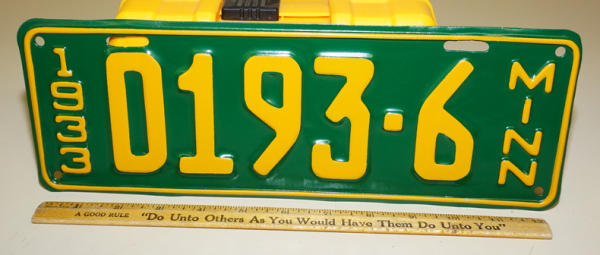 1933
0193·6
MINN
A GOOD RULE "Do Unto Others As You Would Have Them Do Unto You"